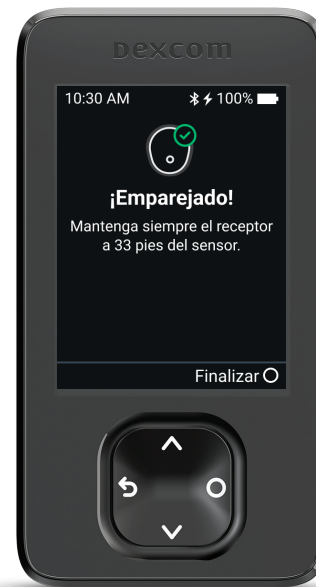 Dexcom
10:30 AM 100%
¡Emparejado!
Mantenga siempre el receptor
a 33 pies del sensor.
Finalizar